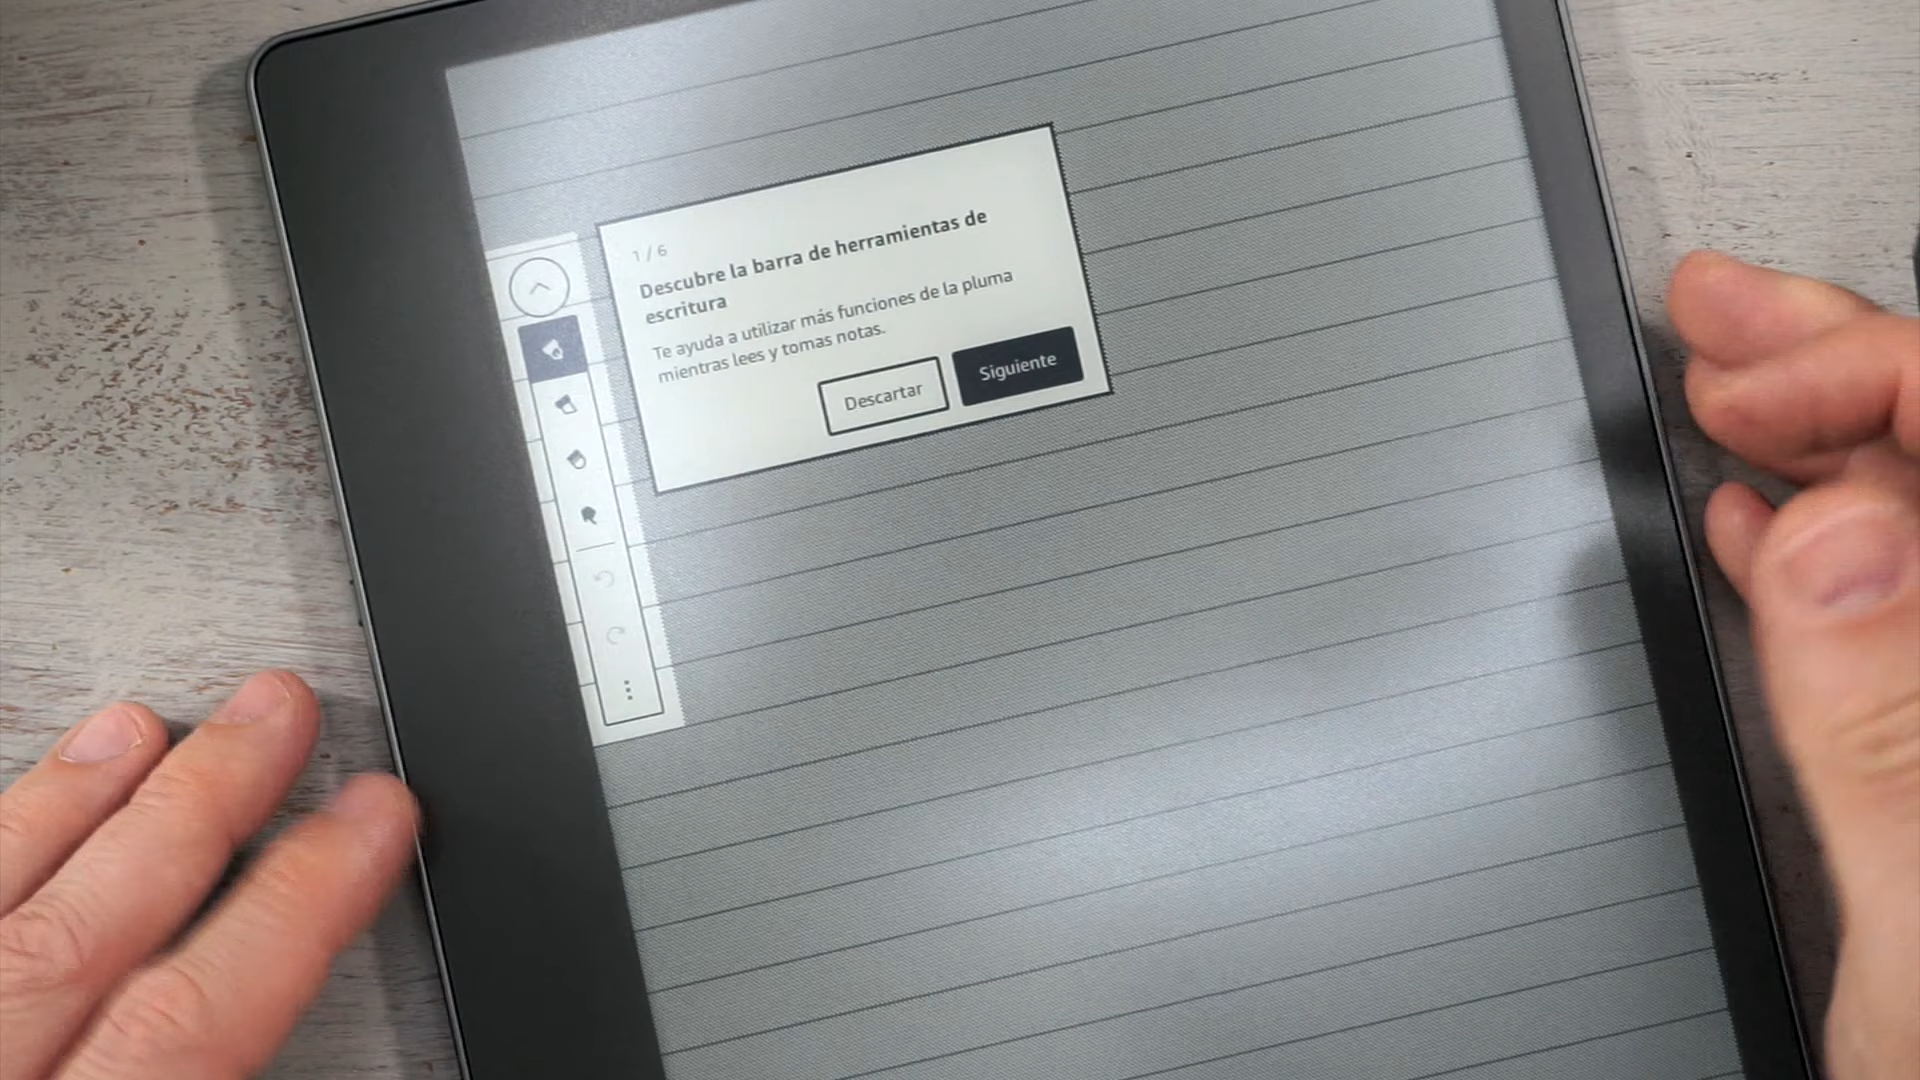 1 / 6
Descubre la barra de herramientas de
escritura
Te ayuda a utilizar más funciones de la pluma
mientras lees y tomas notas.
Descartar
Siguiente